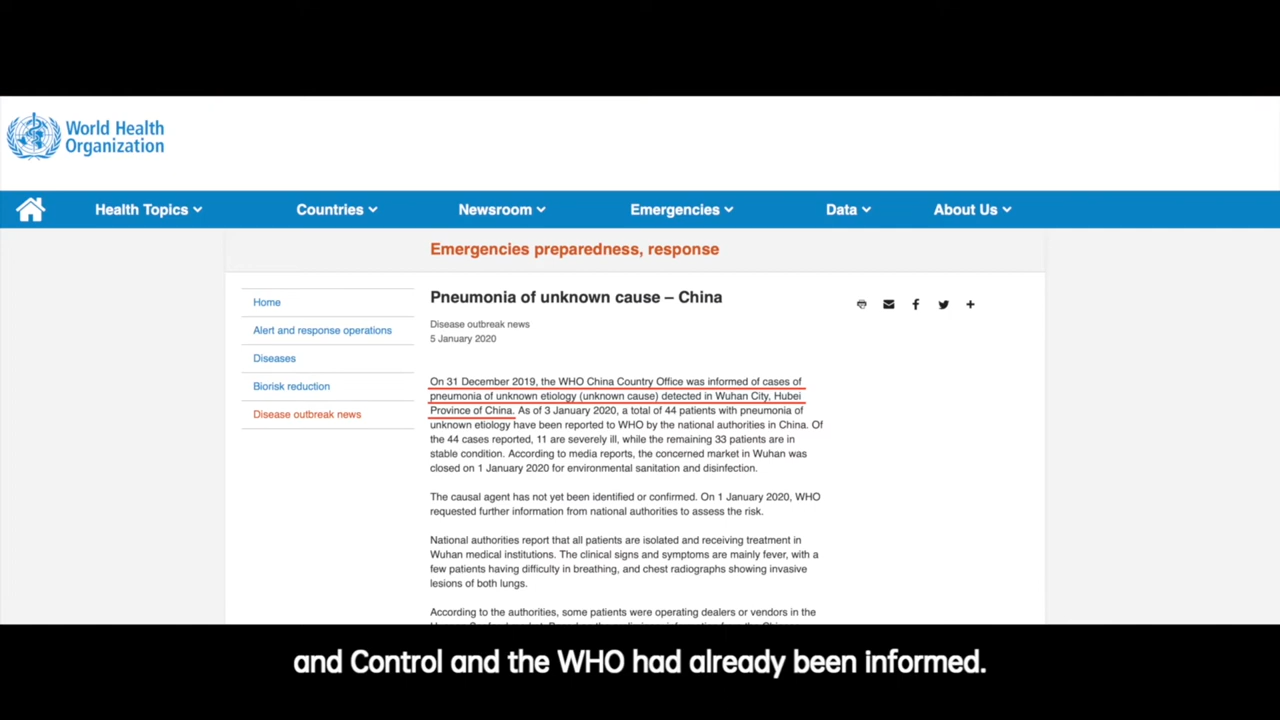 World Health
Organization
Health Topics Countries Newsroom Emergencies Data About Us
Emergencies preparedness, response
Home
Alert and response operations
Diseases
Biorisk reduction
Disease outbreak news
Pneumonia of unknown cause – China
Disease outbreak news
5 January 2020
On 31 December 2019, the WHO China Country Office was informed of cases of
pneumonia of unknown etiology (unknown cause) detected in Wuhan City, Hubei
Province of China. As of 3 January 2020, a total of 44 patients with pneumonia of
unknown etiology have been reported to WHO by the national authorities in China. Of
the 44 cases reported, 11 are severely ill, while the remaining 33 patients are in
stable condition. According to media reports, the concerned market in Wuhan was
closed on 1 January 2020 for environmental sanitation and disinfection.
The causal agent has not yet been identified or confirmed. On 1 January 2020, WHO
requested further information from national authorities to assess the risk.
National authorities report that all patients are isolated and receiving treatment in
Wuhan medical institutions. The clinical signs and symptoms are mainly fever, with a
few patients having difficulty in breathing, and chest radiographs showing invasive
lesions of both lungs.
According to the authorities, some patients were operating dealers or vendors in the
and Control and the WHO had already been informed.